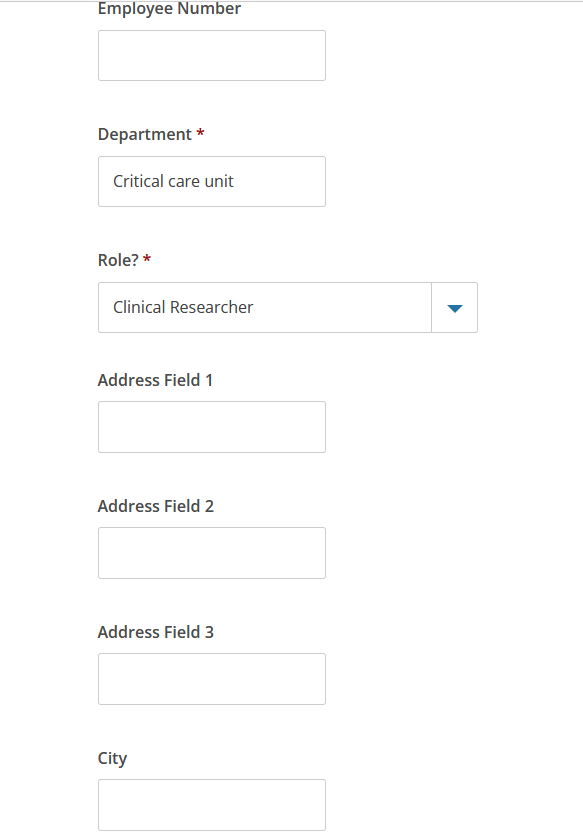 Employee Number
Department *
Critical care unit
Role? *
Clinical Researcher
Address Field 1
Address Field 2
Address Field 3
City